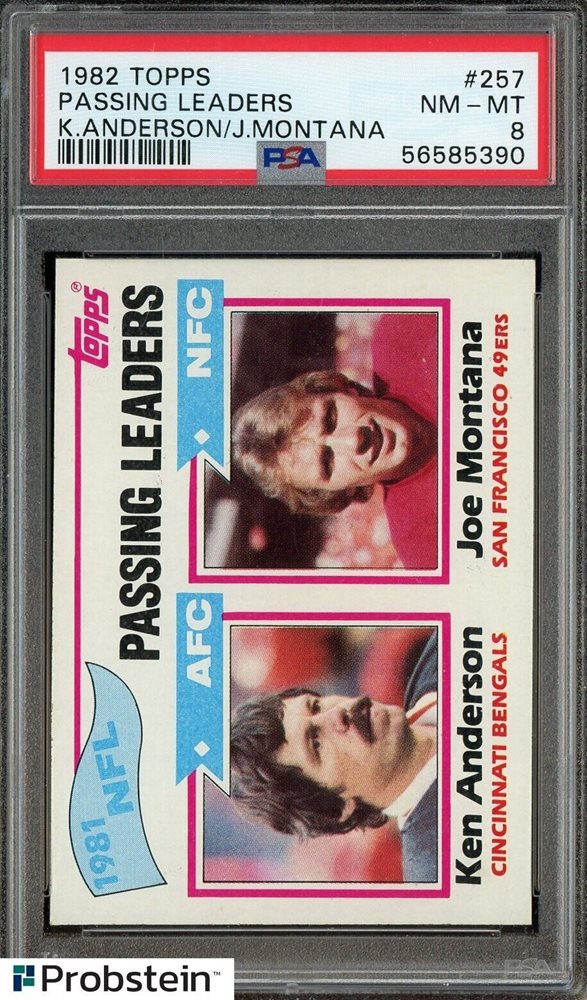 1982 TOPPS #257
PASSING LEADERS NM - MT
K.ANDERSON/J.MONTANA 8
PSA 56585390
1981 NFL
PASSING LEADERS
topps®
AFC
NFC
Ken Anderson
CINCINNATI BENGALS
Joe Montana
SAN FRANCISCO 49ERS
PSA
Probstein™